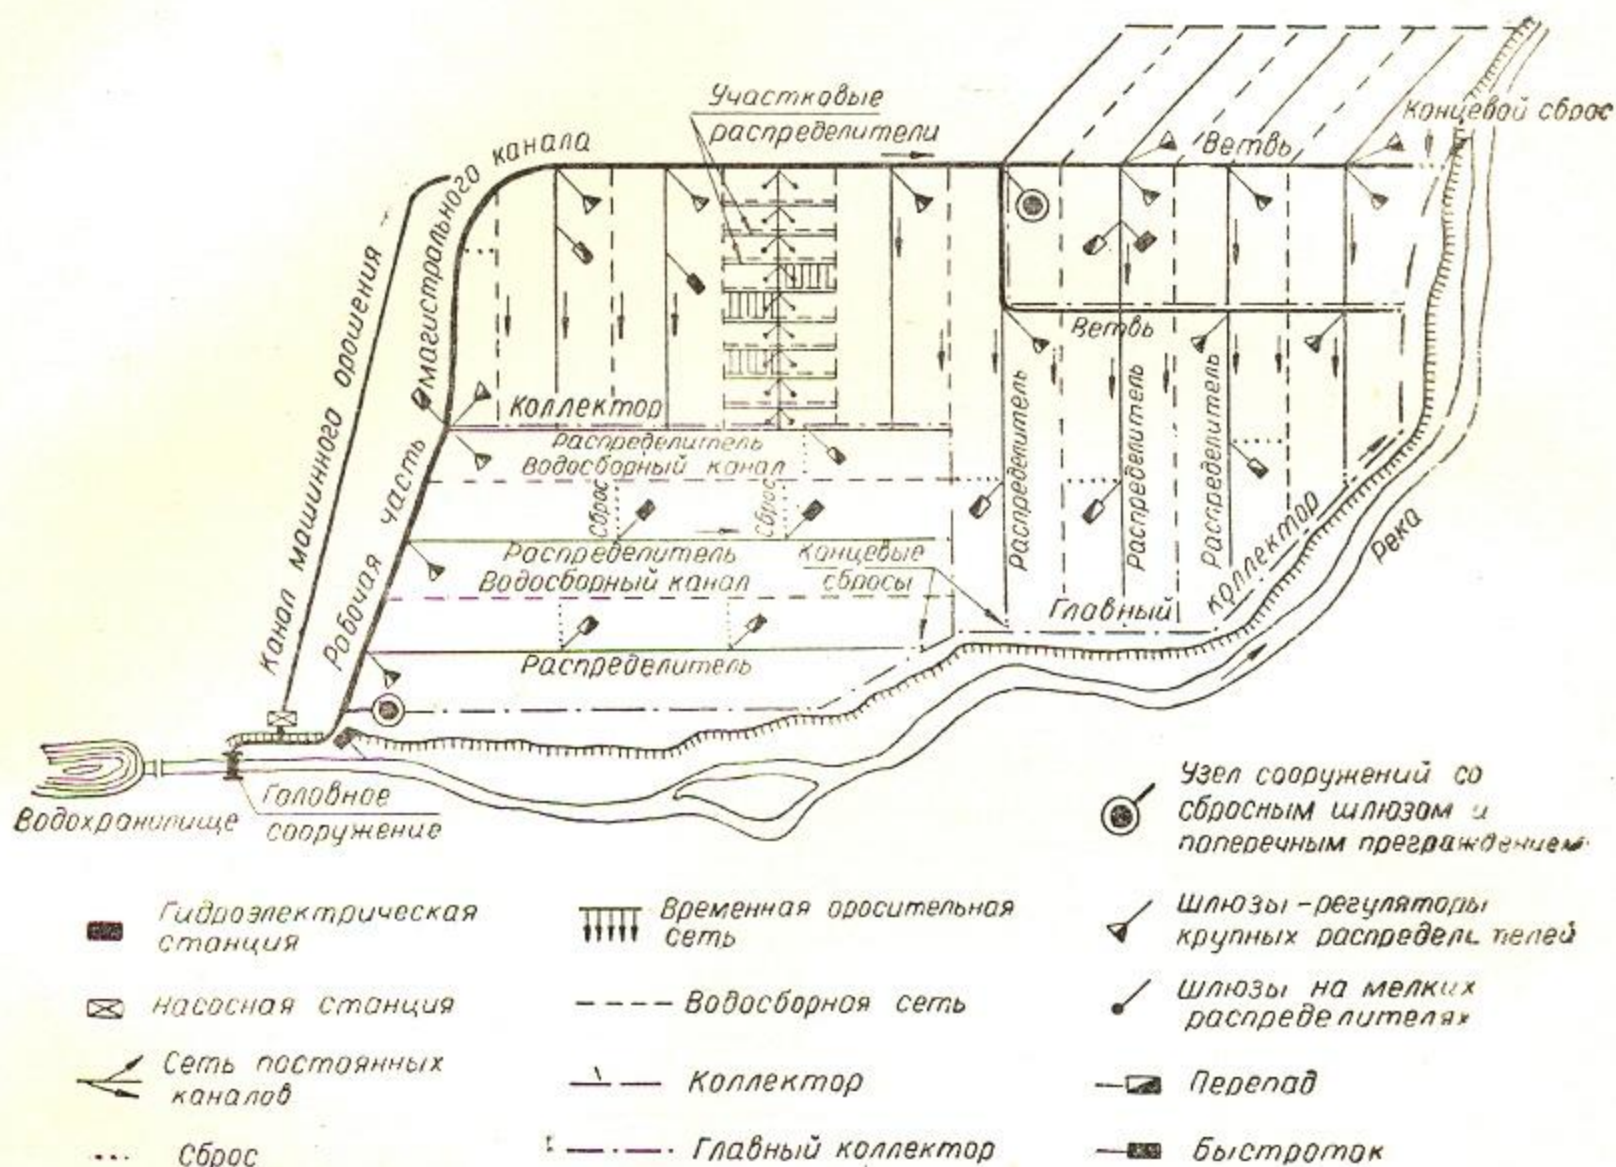 Участковые
распределители
Концевой сброс
Ветвь
Канал машинного орошения
Рабочая часть магистрального канала
Ветвь
Коллектор
Распределитель
Водосборный канал
Сброс
Сброс
Распределитель
Водосборный канал
Концевые
сбросы
Распределитель
Распределитель
Распределитель
Распределитель
Главный коллектор
Река
Водохранилище
Головное
сооружение
Узел сооружений со
сбросным шлюзом и
поперечным преграждением
Гидроэлектрическая
станция
Временная оросительная
сеть
Шлюзы-регуляторы
крупных распределителей
Насосная станция
Водосборная сеть
Шлюзы на мелких
распределителях
Сеть постоянных
каналов
Коллектор
Перепад
Сброс
Главный коллектор
Быстроток